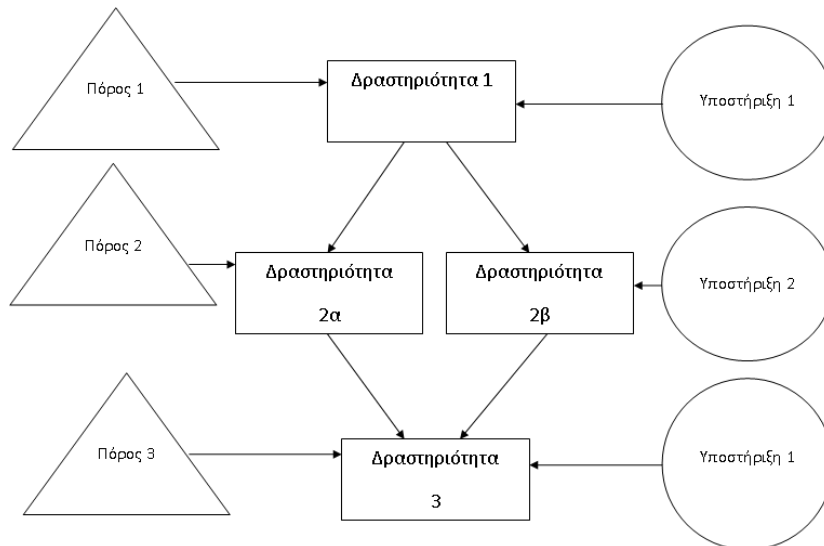 Πόρος 1
Δραστηριότητα 1
Υποστήριξη 1
Πόρος 2
Δραστηριότητα
2α
Δραστηριότητα
2β
Υποστήριξη 2
Πόρος 3
Δραστηριότητα
3
Υποστήριξη 1